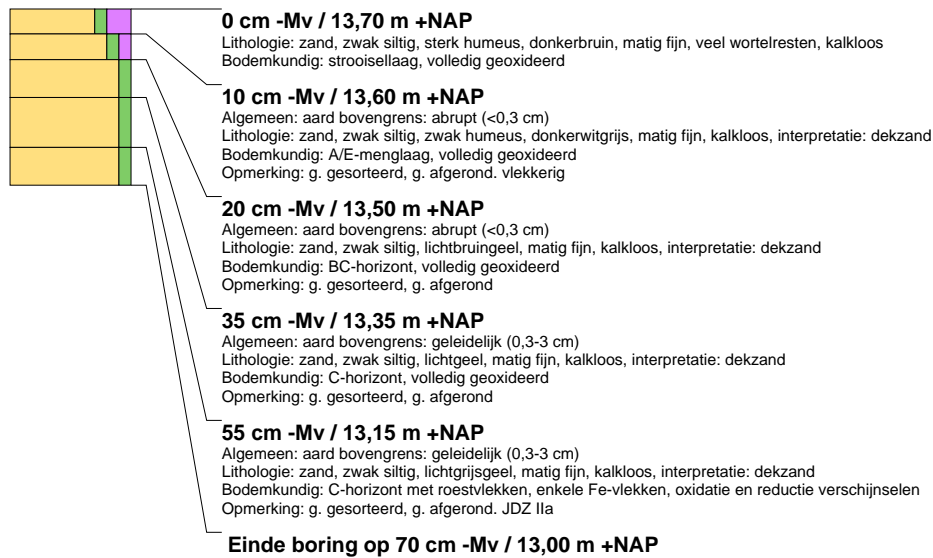 0 cm -Mv / 13,70 m +NAP
Lithologie: zand, zwak siltig, sterk humeus, donkerbruin, matig fijn, veel wortelresten, kalkloos
Bodemkundig: strooisellaag, volledig geoxideerd
10 cm -Mv / 13,60 m +NAP
Algemeen: aard bovengrens: abrupt (<0,3 cm)
Lithologie: zand, zwak siltig, zwak humeus, donkerwitgrijs, matig fijn, kalkloos, interpretatie: dekzand
Bodemkundig: A/E-menglaag, volledig geoxideerd
Opmerking: g. gesorteerd, g. afgerond. vlekkerig
20 cm -Mv / 13,50 m +NAP
Algemeen: aard bovengrens: abrupt (<0,3 cm)
Lithologie: zand, zwak siltig, lichtbruingeel, matig fijn, kalkloos, interpretatie: dekzand
Bodemkundig: BC-horizont, volledig geoxideerd
Opmerking: g. gesorteerd, g. afgerond
35 cm -Mv / 13,35 m +NAP
Algemeen: aard bovengrens: geleidelijk (0,3-3 cm)
Lithologie: zand, zwak siltig, lichtgeel, matig fijn, kalkloos, interpretatie: dekzand
Bodemkundig: C-horizont, volledig geoxideerd
Opmerking: g. gesorteerd, g. afgerond
55 cm -Mv / 13,15 m +NAP
Algemeen: aard bovengrens: geleidelijk (0,3-3 cm)
Lithologie: zand, zwak siltig, lichtgrijsgeel, matig fijn, kalkloos, interpretatie: dekzand
Bodemkundig: C-horizont met roestvlekken, enkele Fe-vlekken, oxidatie en reductie verschijnselen
Opmerking: g. gesorteerd, g. afgerond. JDZ IIa
Einde boring op 70 cm -Mv / 13,00 m +NAP